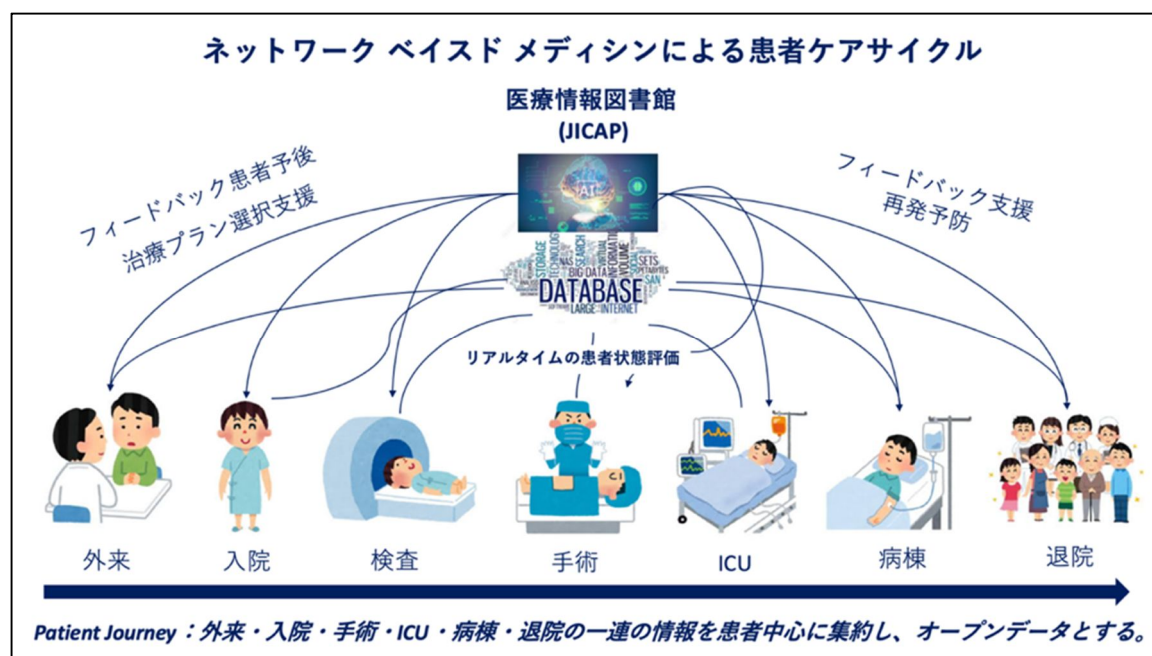 ネットワーク ベイスド メディシンによる患者ケアサイクル
医療情報図書館
(JICAP)
フィードバック患者予後
治療プラン選択支援
フィードバック支援
再発予防
AI
STORAGE
TECHNOLOGY
NAS
SEARCH
VIRTUAL
INFORMATION
VOLUME
SOCIAL
SETS
PETABYTES
BIG DATA
SAN
DATABASE
LARGE INTERNET
リアルタイムの患者状態評価
外来 入院 検査 手術 ICU 病棟 退院
Patient Journey ：外来・入院・手術・ICU・病棟・退院の一連の情報を患者中心に集約し、オープンデータとする。